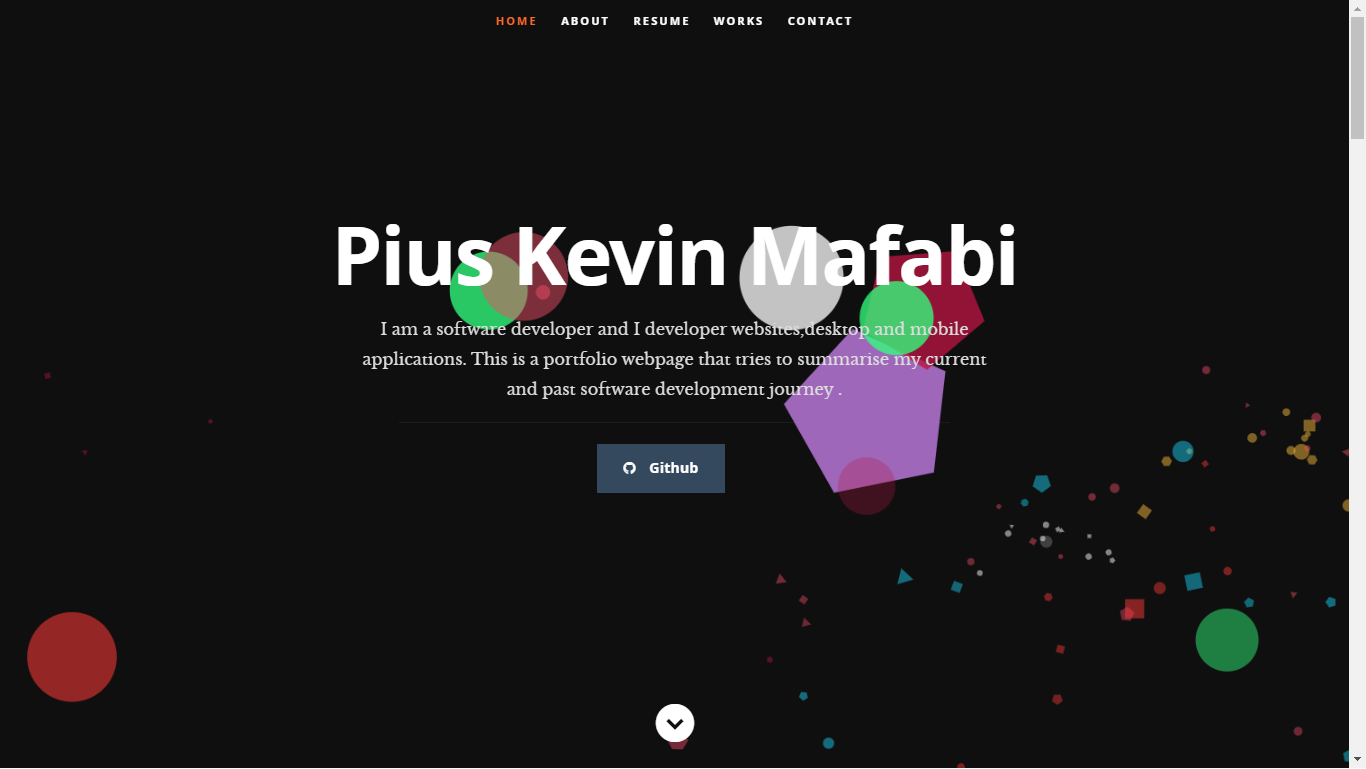 HOME ABOUT RESUME WORKS CONTACT
Pius Kevin Mafabi
I am a software developer and I developer websites,desktop and mobile
applications. This is a portfolio webpage that tries to summarise my current
and past software development journey .
Github